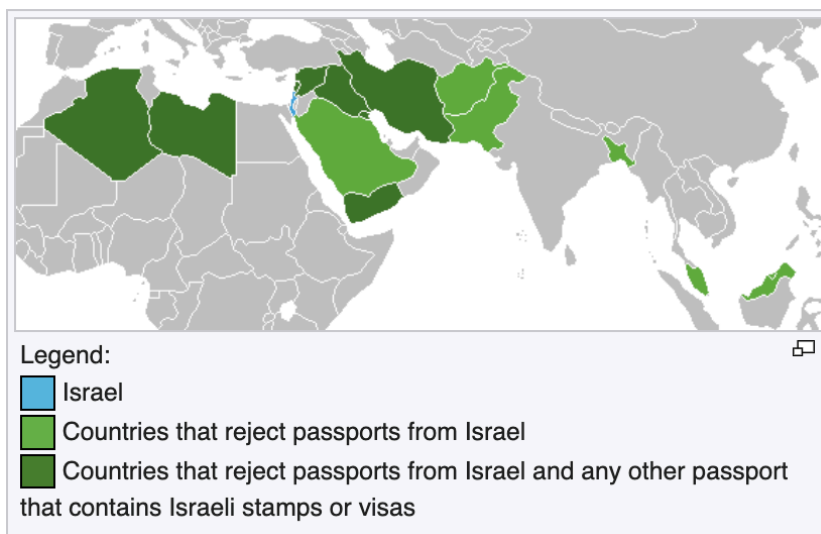 Legend:
Israel
Countries that reject passports from Israel
Countries that reject passports from Israel and any other passport
that contains Israeli stamps or visas